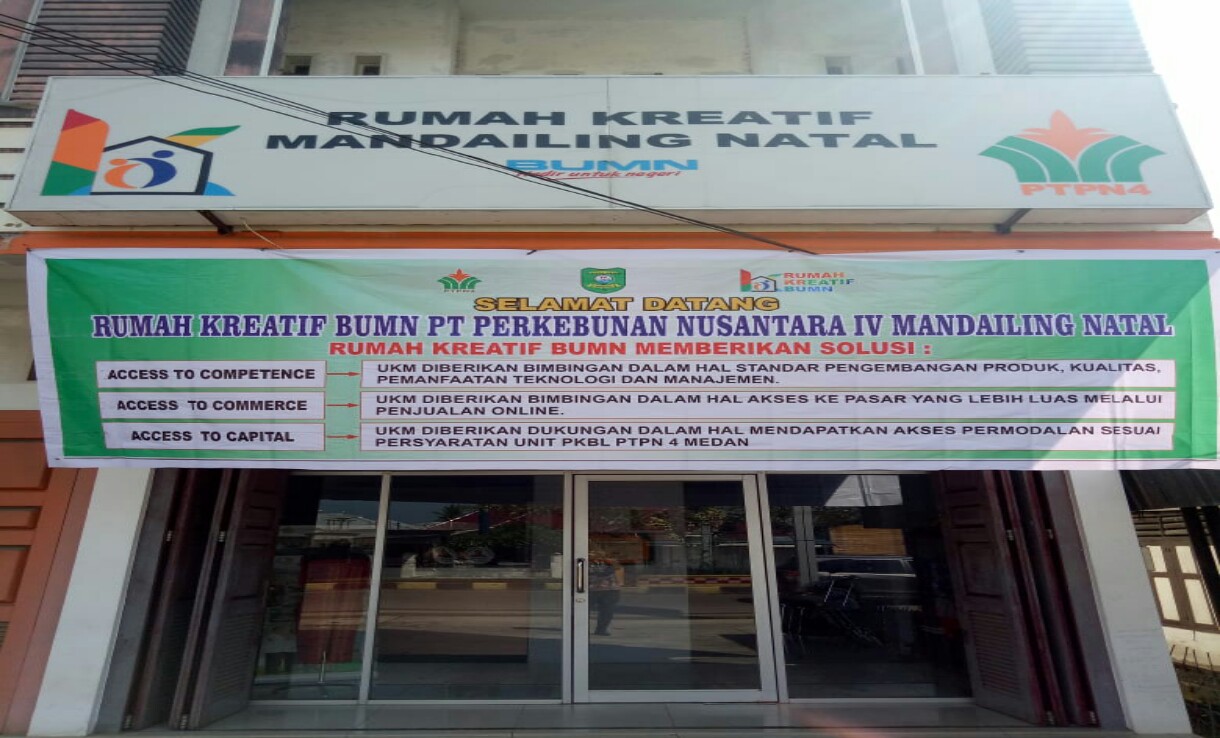 RUMAH KREATIF
MANDAILING NATAL
BUMN
Hadir untuk negeri
PTPN4
PTPN4
RUMAH
KREATIF
BUMN
SELAMAT DATANG
RUMAH KREATIF BUMN PT PERKEBUNAN NUSANTARA IV MANDAILING NATAL
RUMAH KREATIF BUMN MEMBERIKAN SOLUSI :
ACCESS TO COMPETENCE
UKM DIBERIKAN BIMBINGAN DALAM HAL STANDAR PENGEMBANGAN PRODUK, KUALITAS,
PEMANFAATAN TEKNOLOGI DAN MANAJEMEN.
ACCESS TO COMMERCE
UKM DIBERIKAN BIMBINGAN DALAM HAL AKSES KE PASAR YANG LEBIH LUAS MELALUI
PENJUALAN ONLINE.
ACCESS TO CAPITAL
UKM DIBERIKAN DUKUNGAN DALAM HAL MENDAPATKAN AKSES PERMODALAN SESUAI
PERSYARATAN UNIT PKBL PTPN 4 MEDAN